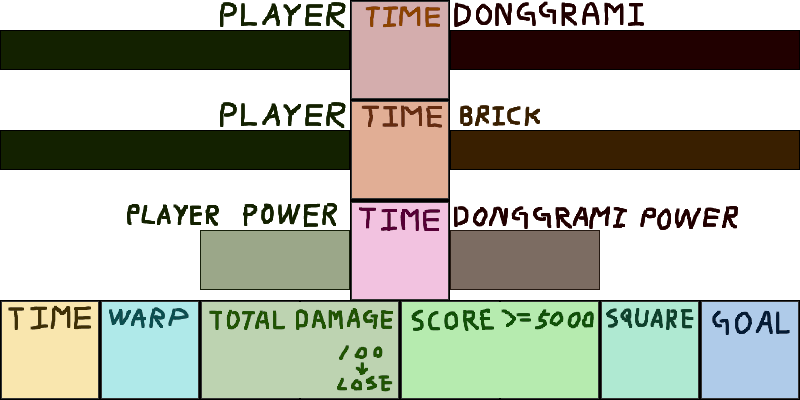 PLAYER TIME DONGGRAMI
PLAYER TIME BRICK
PLAYER POWER TIME DONGGRAMI POWER
TIME WARP TOTAL DAMAGE SCORE >=5000 SQUARE GOAL
100
↓
LOSE